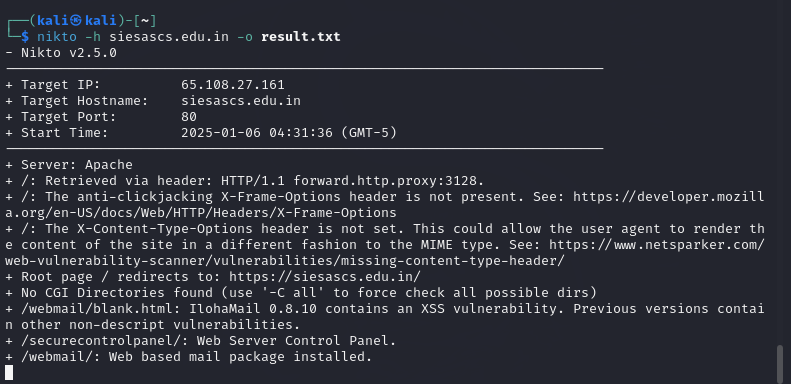 ┌──(kali㉿kali)-[~]
└─$ nikto -h siesascs.edu.in -o result.txt
- Nikto v2.5.0
---------------------------------------------------------------------------
+ Target IP:          65.108.27.161
+ Target Hostname:    siesascs.edu.in
+ Target Port:        80
+ Start Time:         2025-01-06 04:31:36 (GMT-5)
---------------------------------------------------------------------------
+ Server: Apache
+ /: Retrieved via header: HTTP/1.1 forward.http.proxy:3128.
+ /: The anti-clickjacking X-Frame-Options header is not present. See: https://developer.mozill
a.org/en-US/docs/Web/HTTP/Headers/X-Frame-Options
+ /: The X-Content-Type-Options header is not set. This could allow the user agent to render th
e content of the site in a different fashion to the MIME type. See: https://www.netsparker.com/
web-vulnerability-scanner/vulnerabilities/missing-content-type-header/
+ Root page / redirects to: https://siesascs.edu.in/
+ No CGI Directories found (use '-C all' to force check all possible dirs)
+ /webmail/blank.html: IlohaMail 0.8.10 contains an XSS vulnerability. Previous versions contai
n other non-descript vulnerabilities.
+ /securecontrolpanel/: Web Server Control Panel.
+ /webmail/: Web based mail package installed.